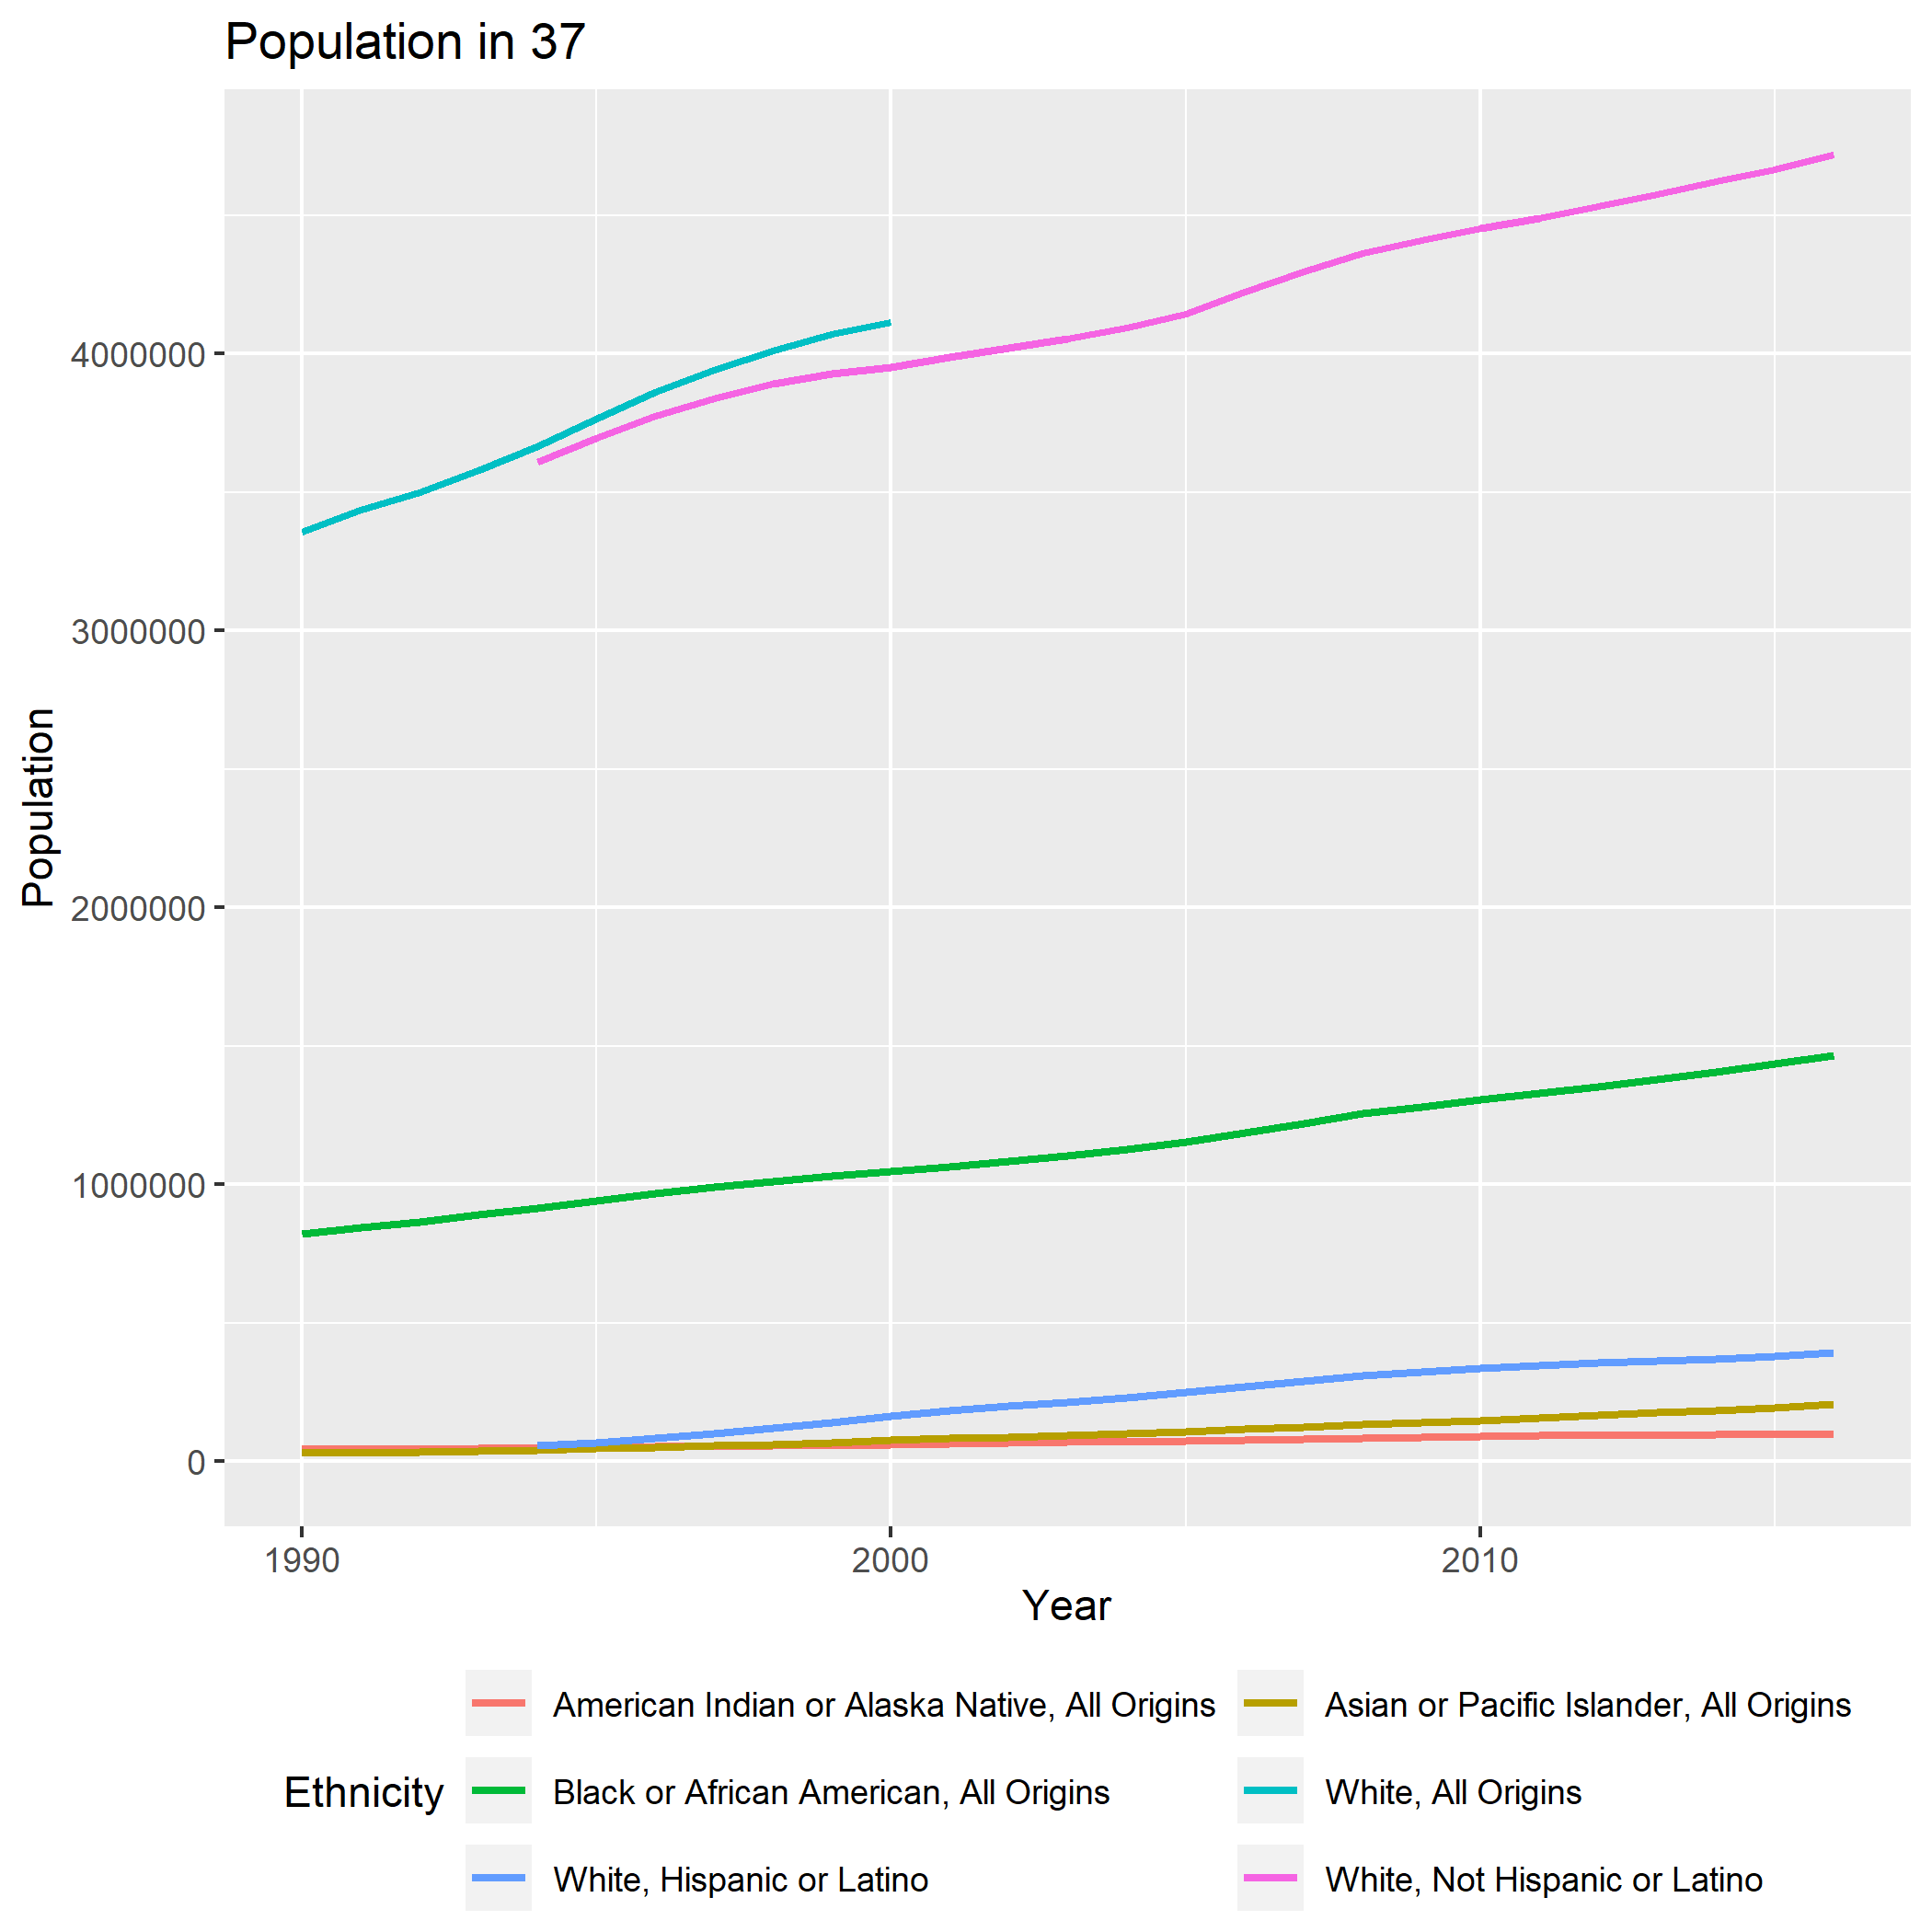 Population in 37
4000000
3000000
2000000
1000000
0
Population
1990 2000 2010
Year
Ethnicity
American Indian or Alaska Native, All Origins
Asian or Pacific Islander, All Origins
Black or African American, All Origins
White, All Origins
White, Hispanic or Latino
White, Not Hispanic or Latino